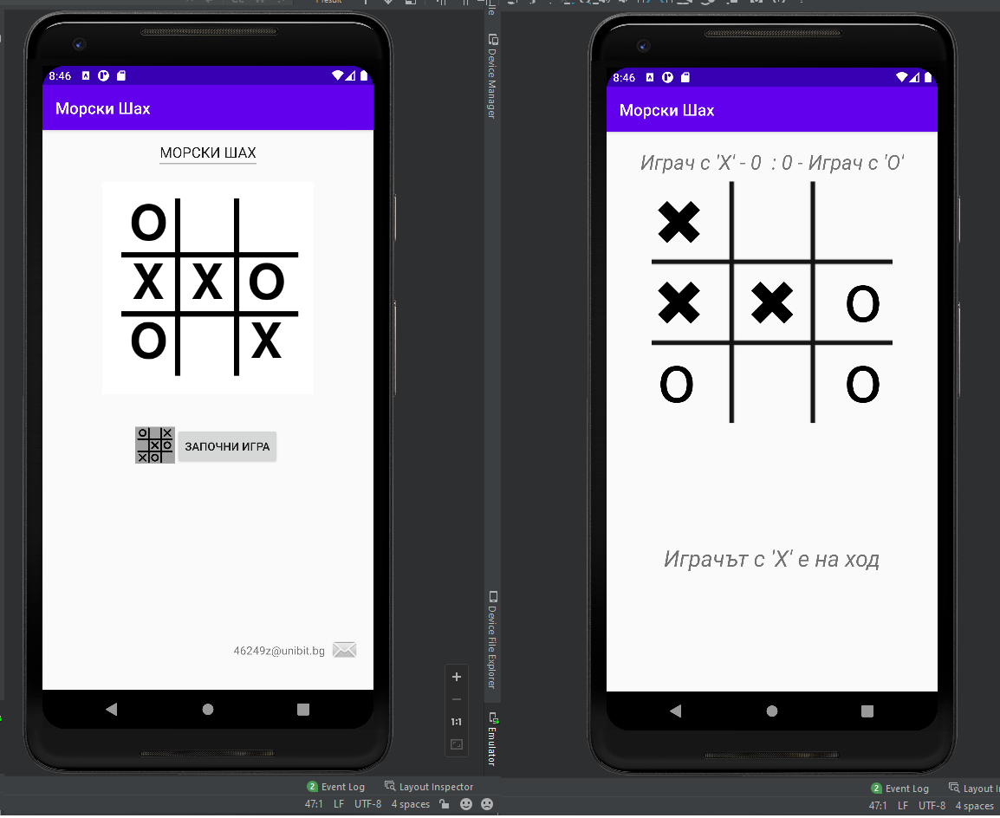 Device Manager
8:46
Морски Шах
МОРСКИ ШАХ
O
X X O
O X
O X
X O
X O
ЗАПОЧНИ ИГРА
46249z@unibit.bg
Device File Explorer
1:1
Emulator
2 Event Log Layout Inspector
47:1 LF UTF-8 4 spaces
8:46
Морски Шах
Играч с 'X' - 0 : 0 - Играч с 'O'
X
X X O
O O
Играчът с 'X' е на ход
2 Event Log Layout I
47:1 LF UTF-8 4 spaces